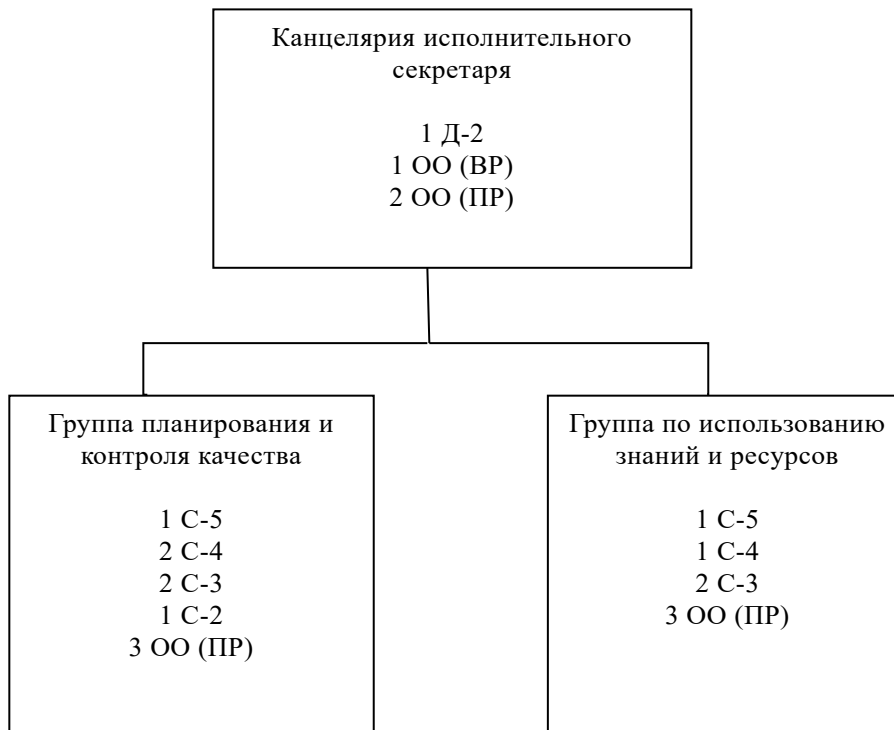 Канцелярия исполнительного
секретаря
1 Д-2
1 ОО (ВР)
2 ОО (ПР)
Группа планирования и
контроля качества
1 С-5
2 С-4
2 С-3
1 С-2
3 ОО (ПР)
Группа по использованию
знаний и ресурсов
1 С-5
1 С-4
2 С-3
3 ОО (ПР)